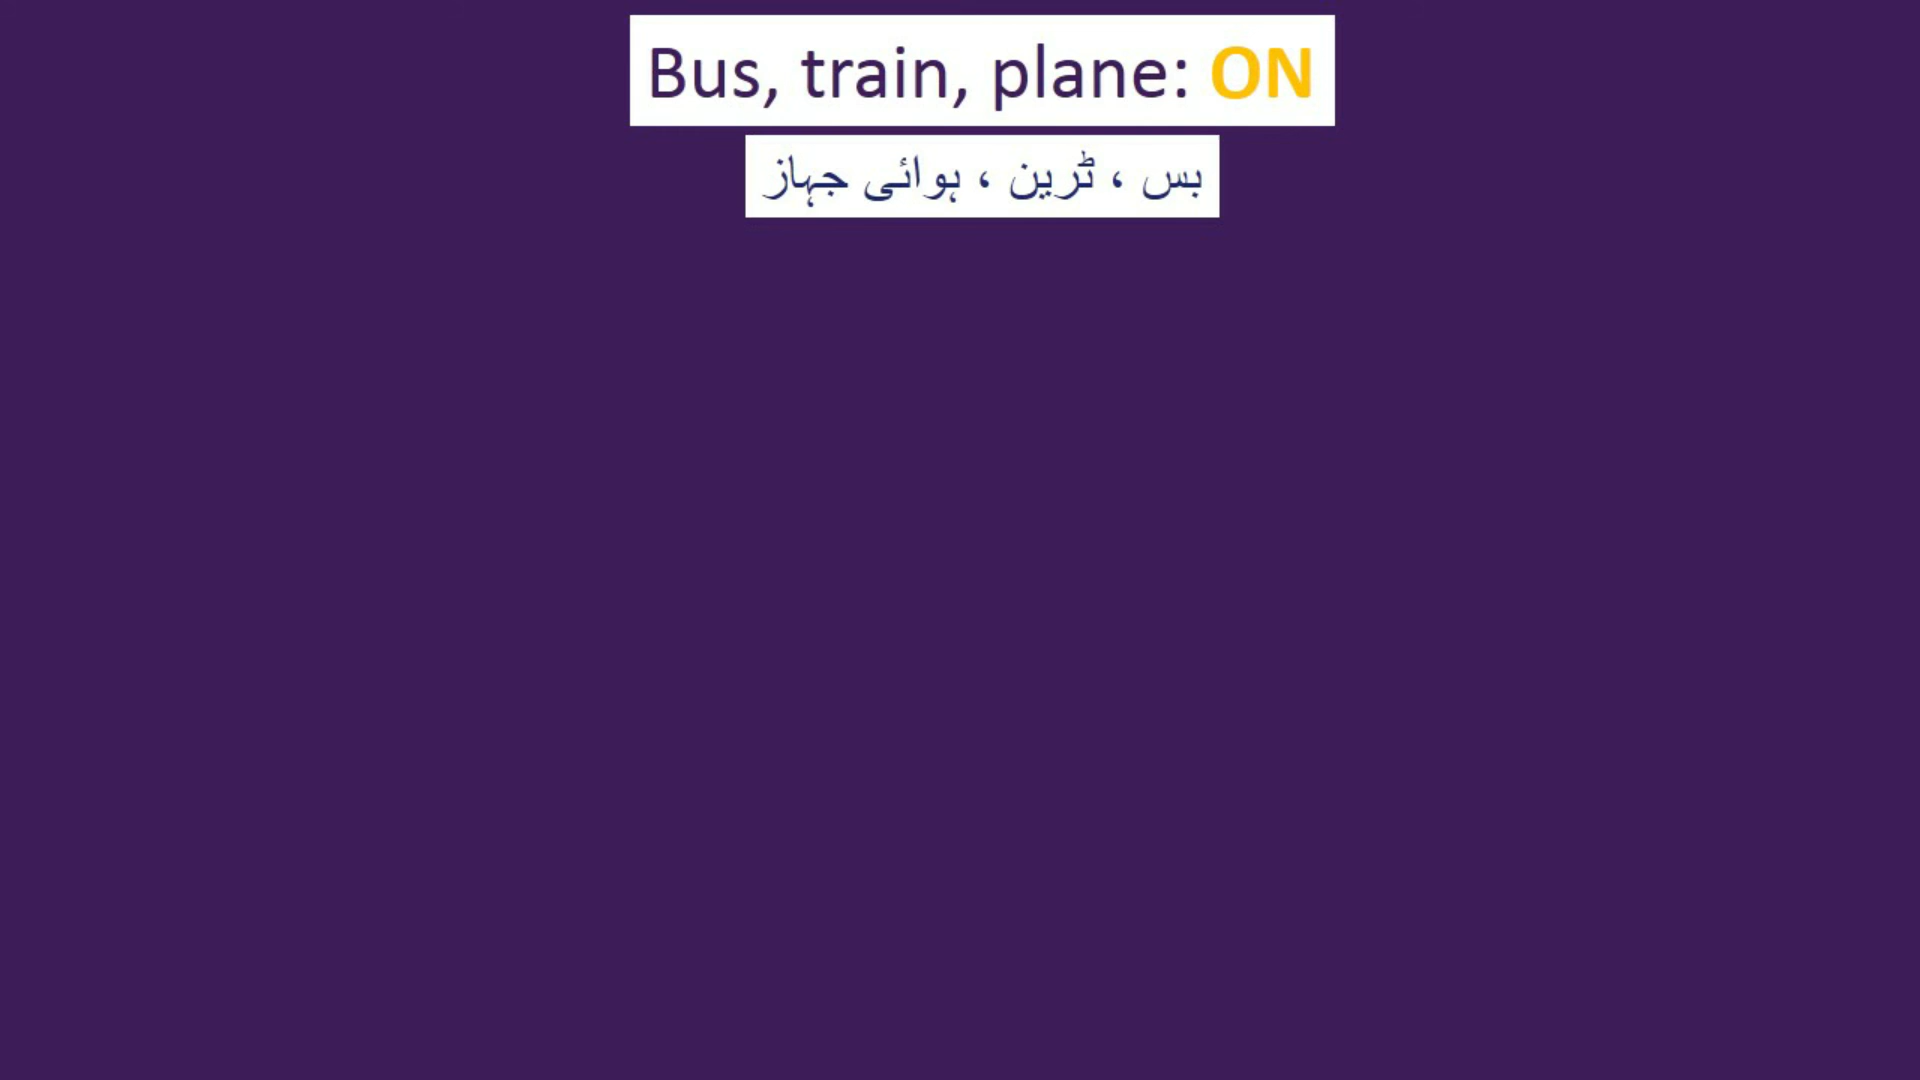 Bus, train, plane: ON
بس ، ٹرین ، ہوائی جہاز